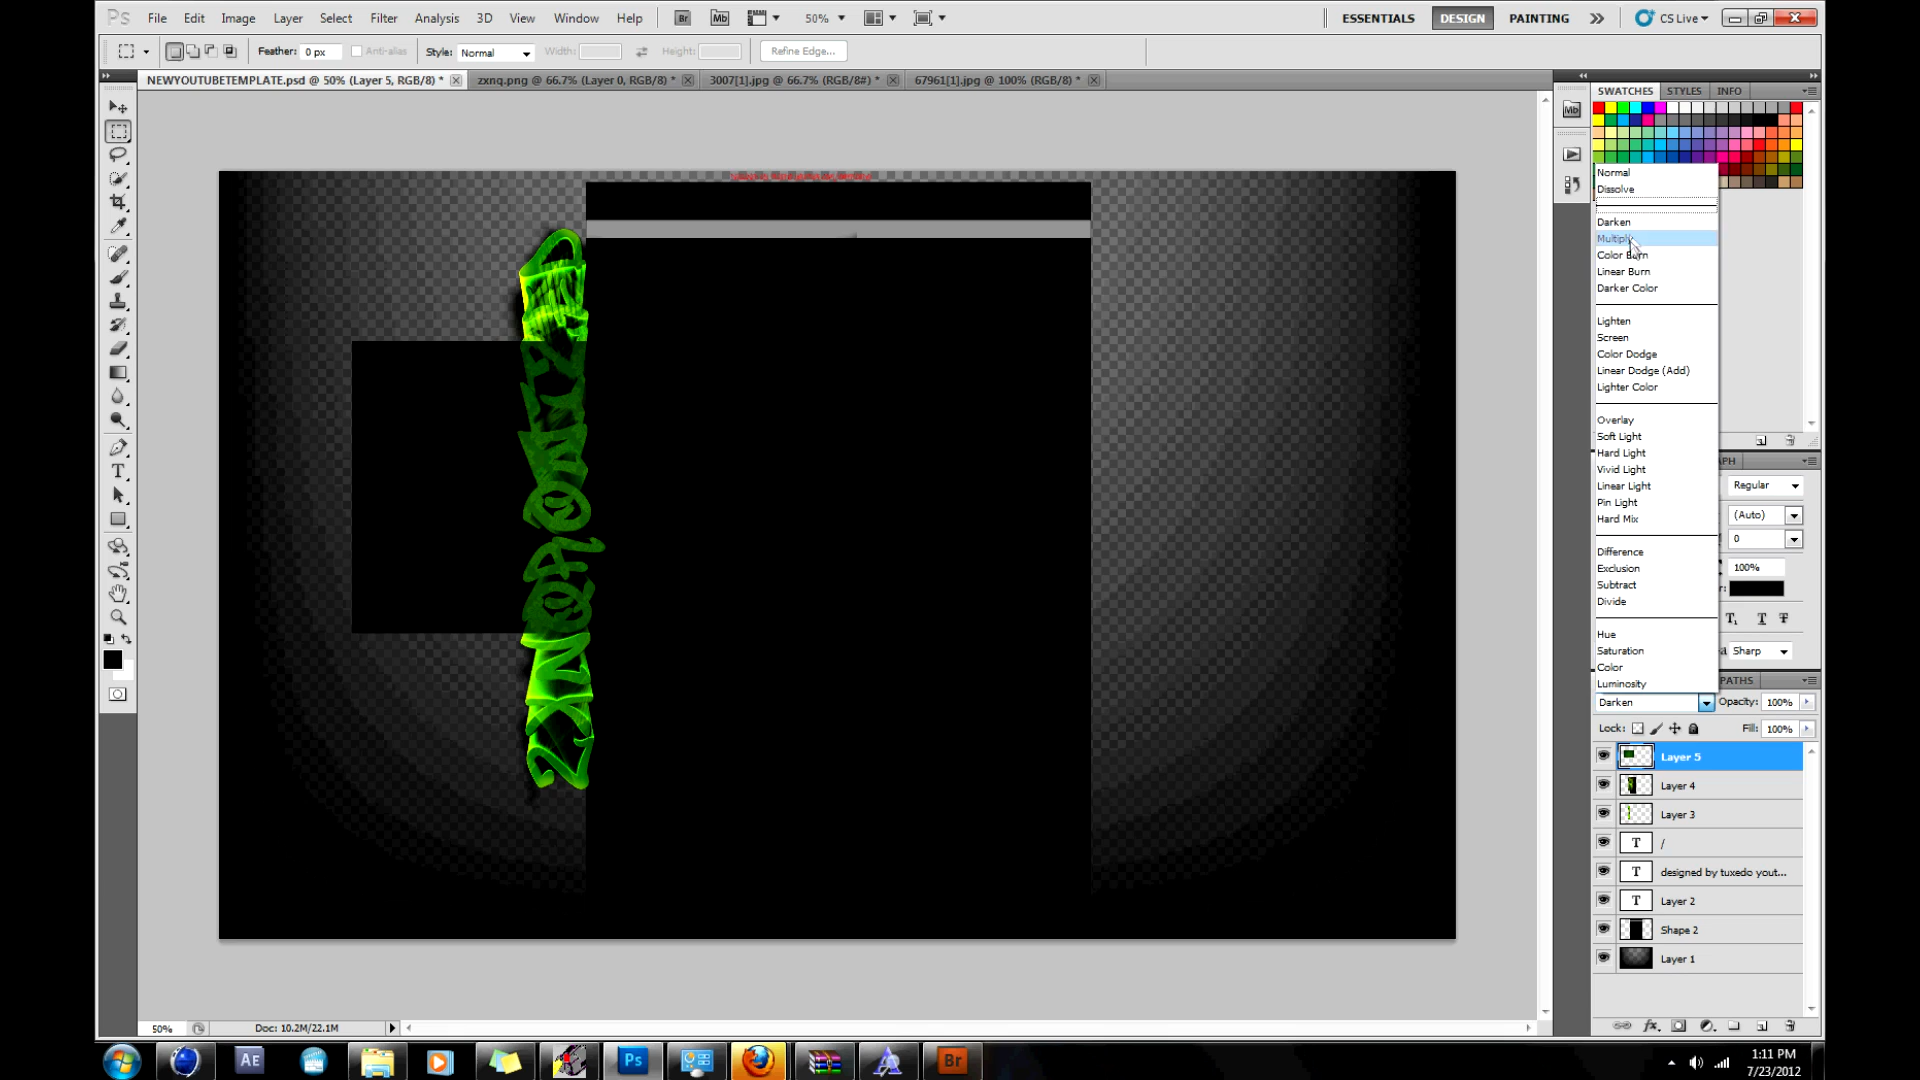 Ps File Edit Image Layer Select Filter Analysis 3D View Window Help Br Mb 50% ESSENTIALS DESIGN PAINTING CS Live
Feather: 0 px Anti-alias Style: Normal Width: Height: Refine Edge...
NEWYOUTUBETEMPLATE.psd @ 50% (Layer 5, RGB/8) * zxnq.png @ 66.7% (Layer 0, RGB/8) * 3007[1].jpg @ 66.7% (RGB/8#) * 67961[1].jpg @ 100% (RGB/8) *
SWATCHES STYLES INFO
Mb
Normal
Dissolve
Darken
Multiply
Color Burn
Linear Burn
Darker Color
Lighten
Screen
Color Dodge
Linear Dodge (Add)
Lighter Color
Overlay
Soft Light
Hard Light
Vivid Light
Linear Light
Pin Light
Hard Mix
Difference
Exclusion
Subtract
Divide
Hue
Saturation
Color
Luminosity
Regular
(Auto)
0
100%
Sharp
PATHS
Darken Opacity: 100%
Lock: Fill: 100%
Layer 5
Layer 4
Layer 3
T /
T designed by tuxedo yout...
T Layer 2
Shape 2
Layer 1
50% Doc: 10.2M/22.1M
AE Ps Br
1:11 PM
7/23/2012